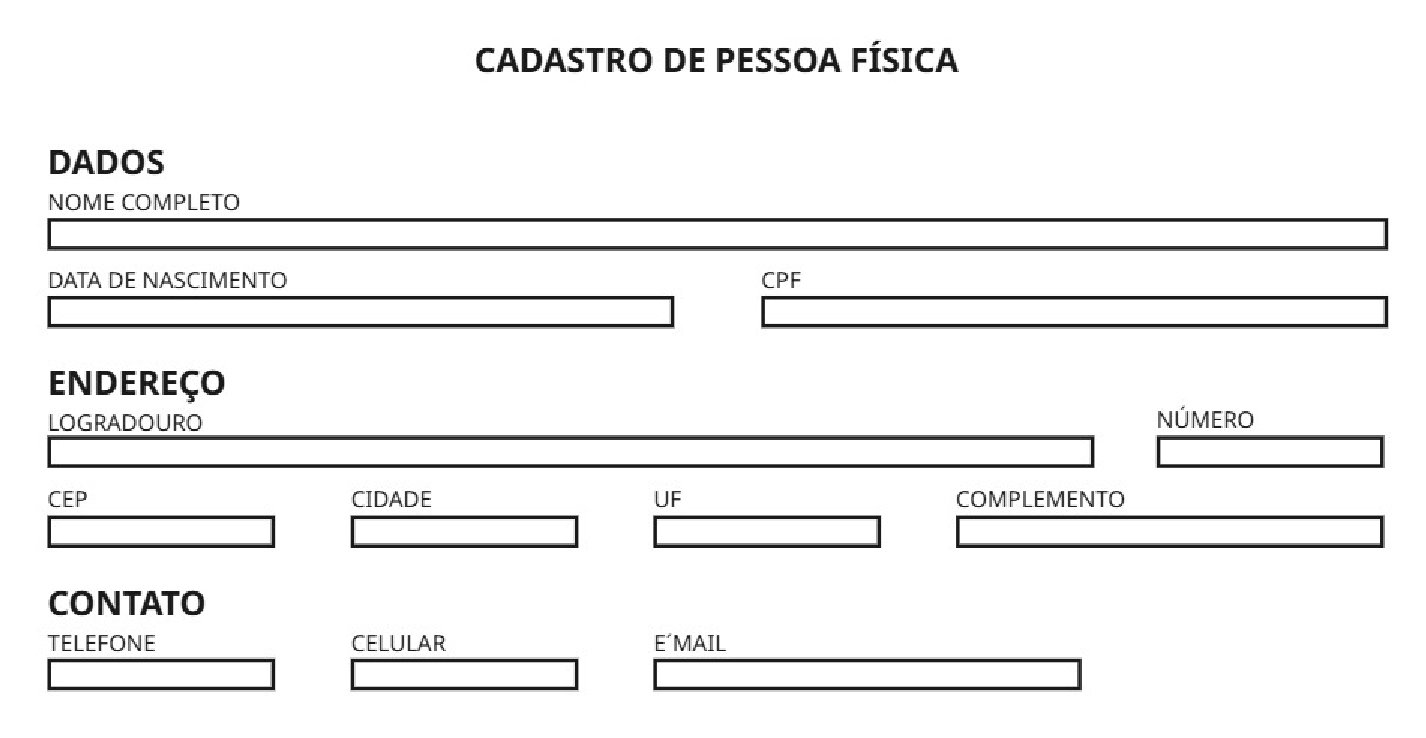 CADASTRO DE PESSOA FÍSICA
DADOS
NOME COMPLETO
DATA DE NASCIMENTO CPF
ENDEREÇO
LOGRADOURO NÚMERO
CEP CIDADE UF COMPLEMENTO
CONTATO
TELEFONE CELULAR E´MAIL